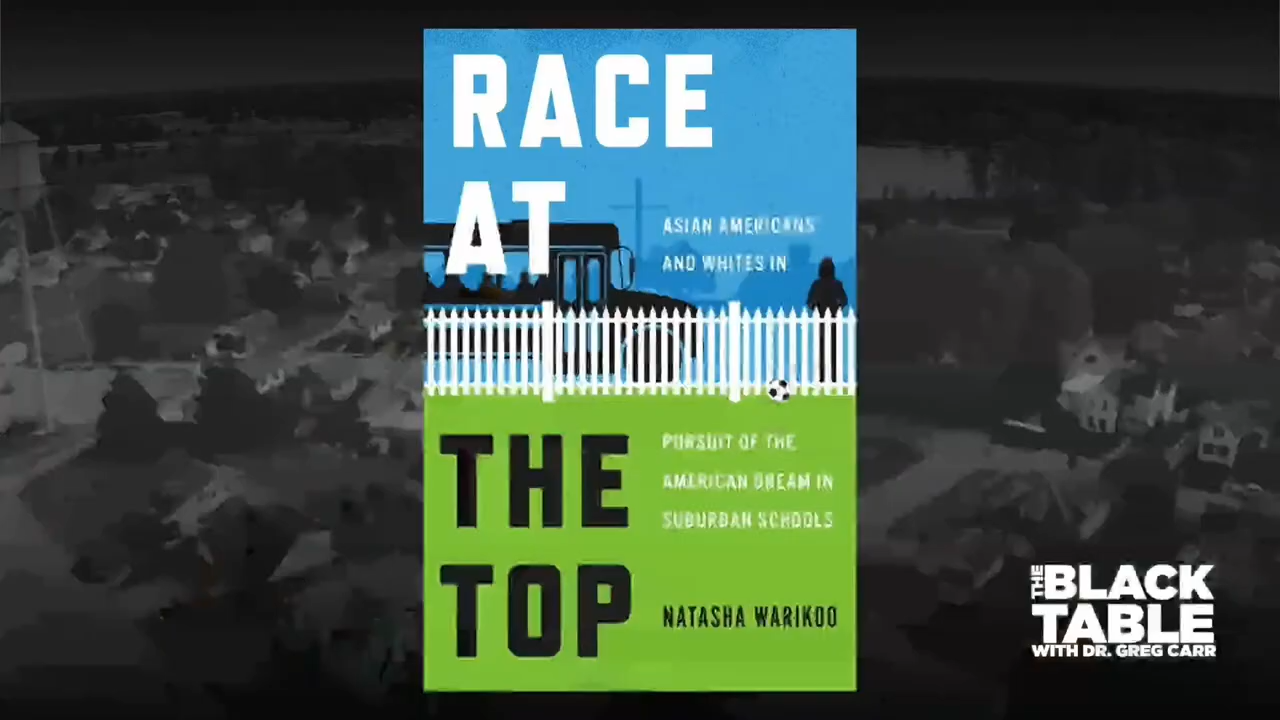 RACE
AT
ASIAN AMERICANS
AND WHITES IN
THE
TOP
PURSUIT OF THE
AMERICAN DREAM IN
SUBURBAN SCHOOLS
NATASHA WARIKOO
THE BLACK
TABLE
WITH DR. GREG CARR